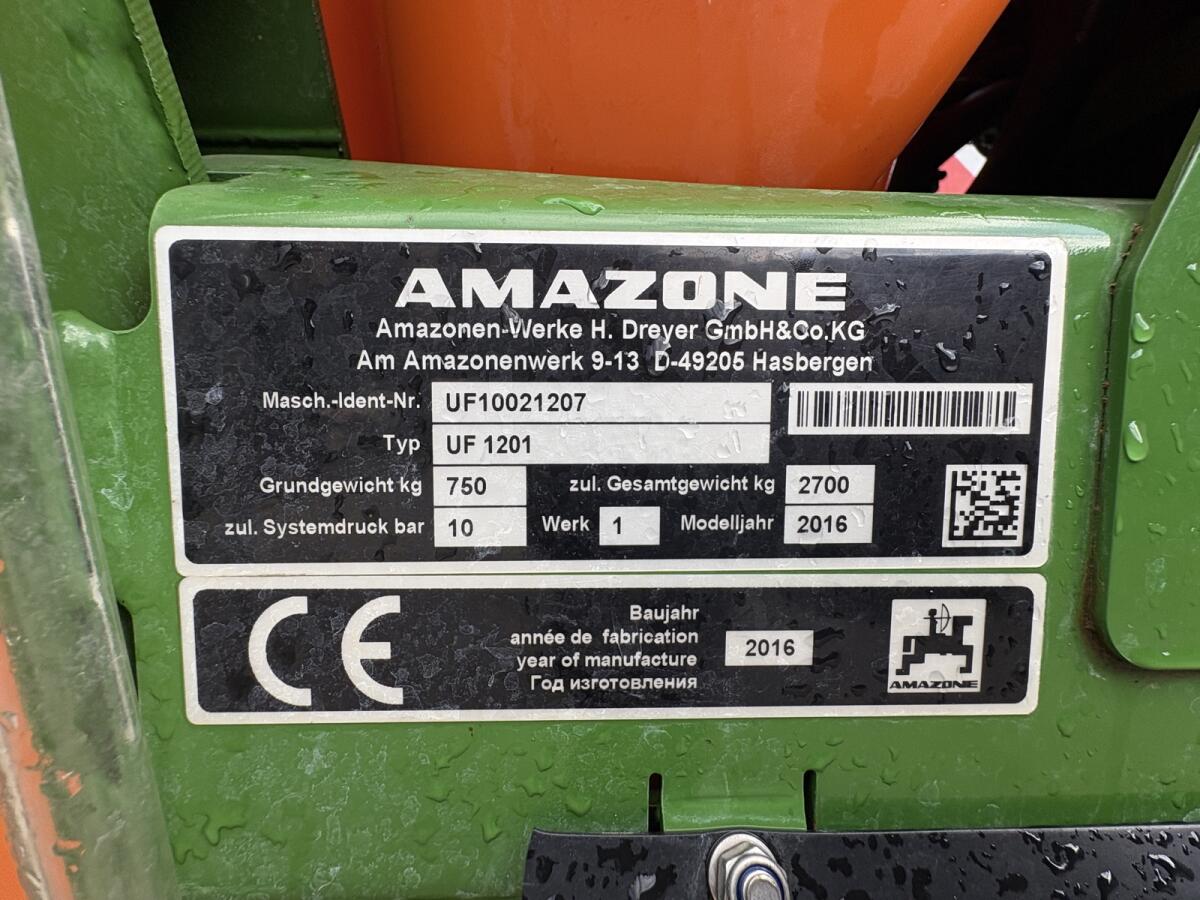 AMAZONE
Amazonen-Werke H. Dreyer GmbH&Co.KG
Am Amazonenwerk 9-13 D-49205 Hasbergen
Masch.-Ident-Nr. UF10021207
Typ UF 1201
Grundgewicht kg 750 zul. Gesamtgewicht kg 2700
zul. Systemdruck bar 10 Werk 1 Modelljahr 2016
CE
Baujahr
année de fabrication
year of manufacture
Год изготовления
2016
AMAZONE